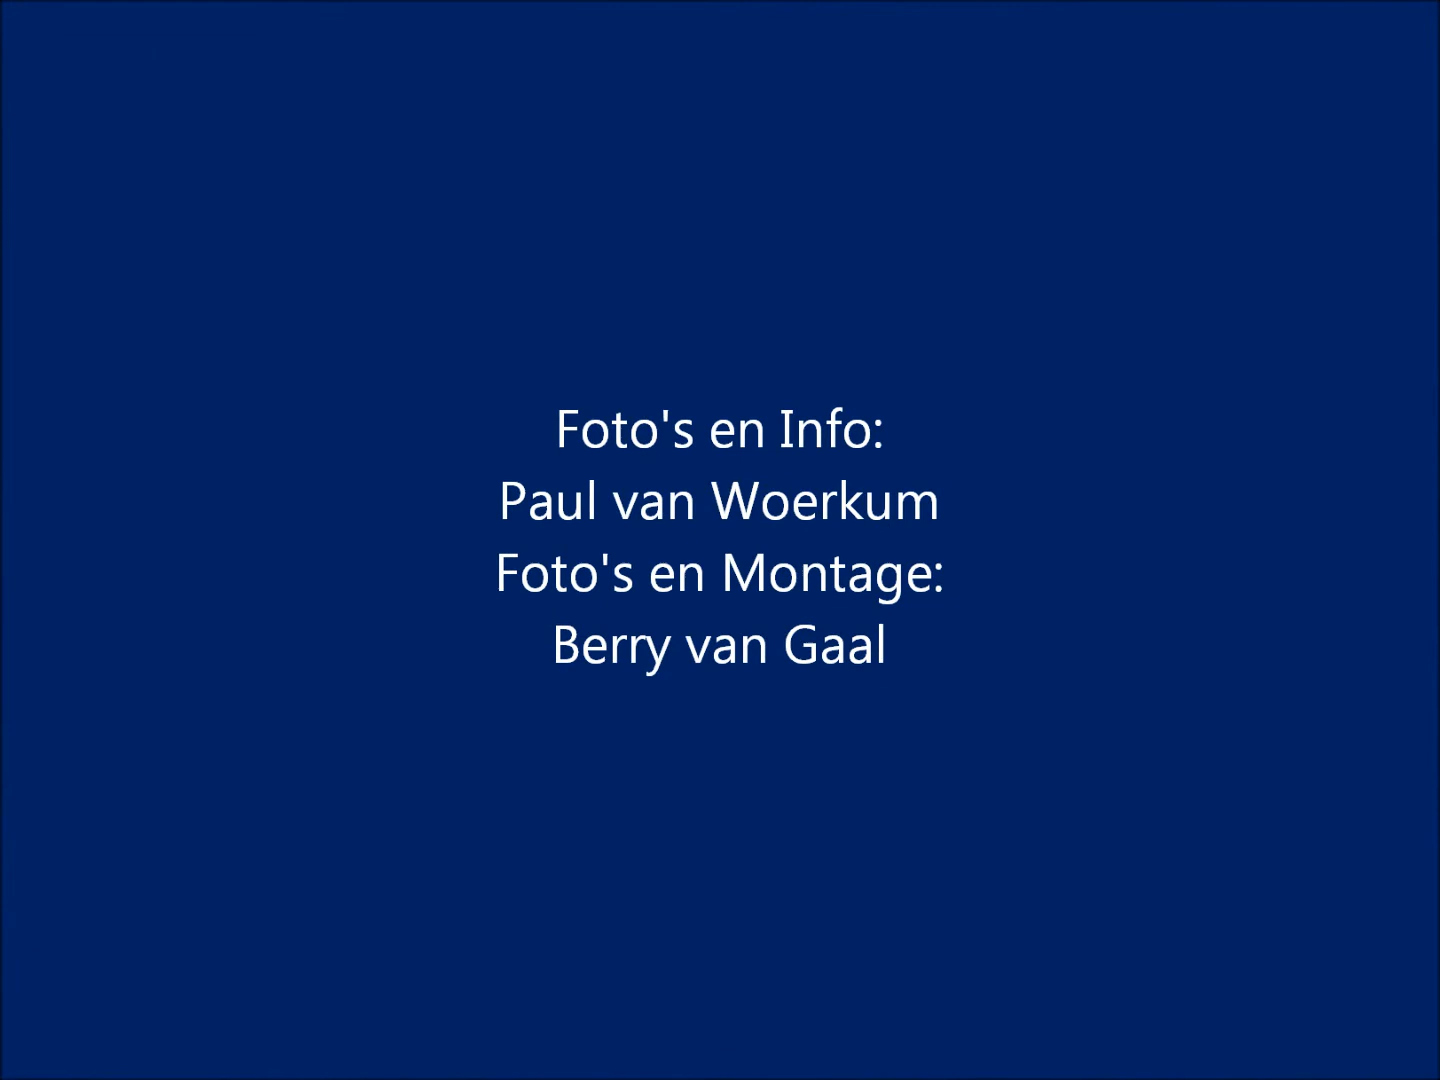 Foto's en Info:
Paul van Woerkum
Foto's en Montage:
Berry van Gaal